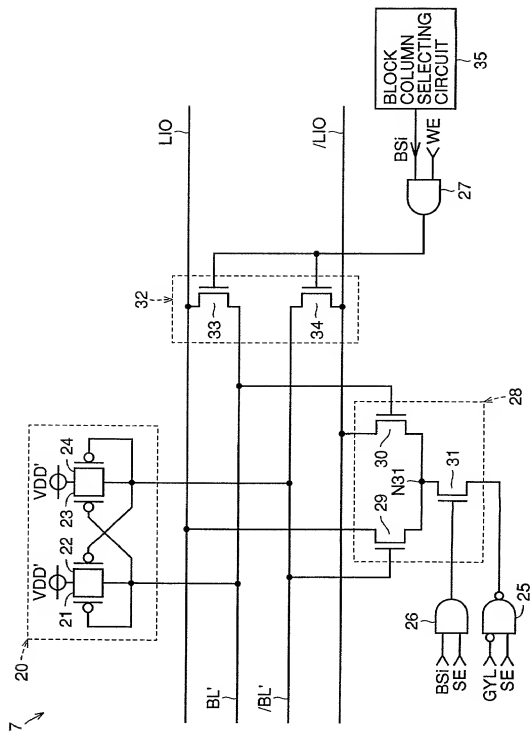 7
20
VDD'
VDD'
21
22
23
24
LIO
BL'
/BL'
/LIO
32
33
34
BSi
WE
27
BLOCK
COLUMN
SELECTING
CIRCUIT
35
28
29
30
N31
31
BSi
SE
26
GYL
SE
25